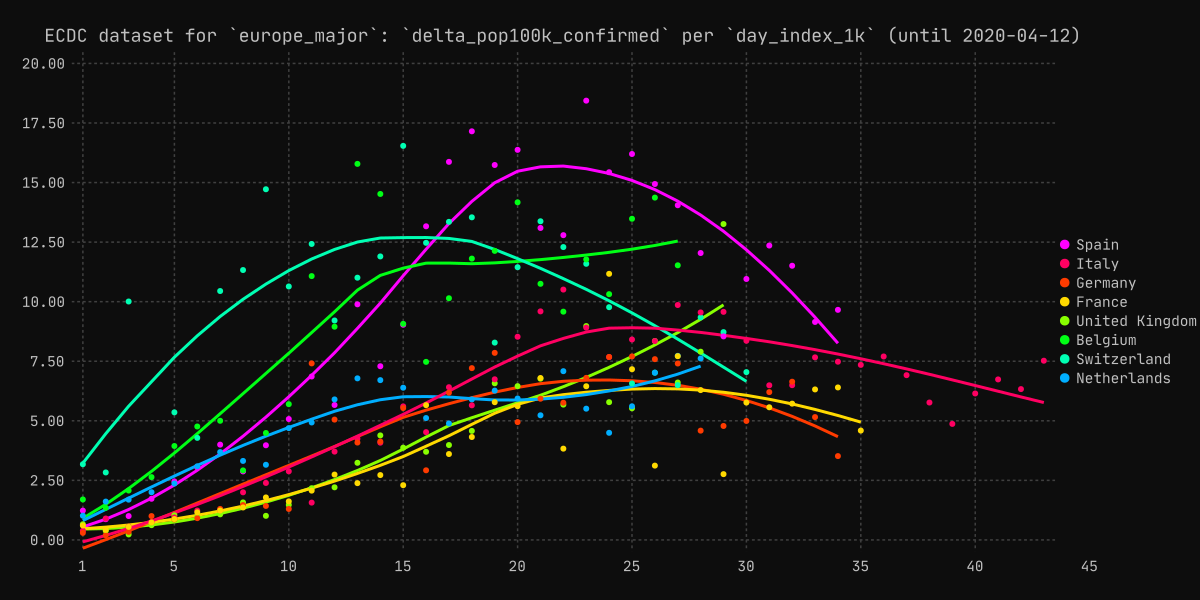 ECDC dataset for `europe_major`: `delta_pop100k_confirmed` per `day_index_1k` (until 2020-04-12)
20.00
17.50
15.00
12.50
10.00
7.50
5.00
2.50
0.00
1 5 10 15 20 25 30 35 40 45
Spain
Italy
Germany
France
United Kingdom
Belgium
Switzerland
Netherlands